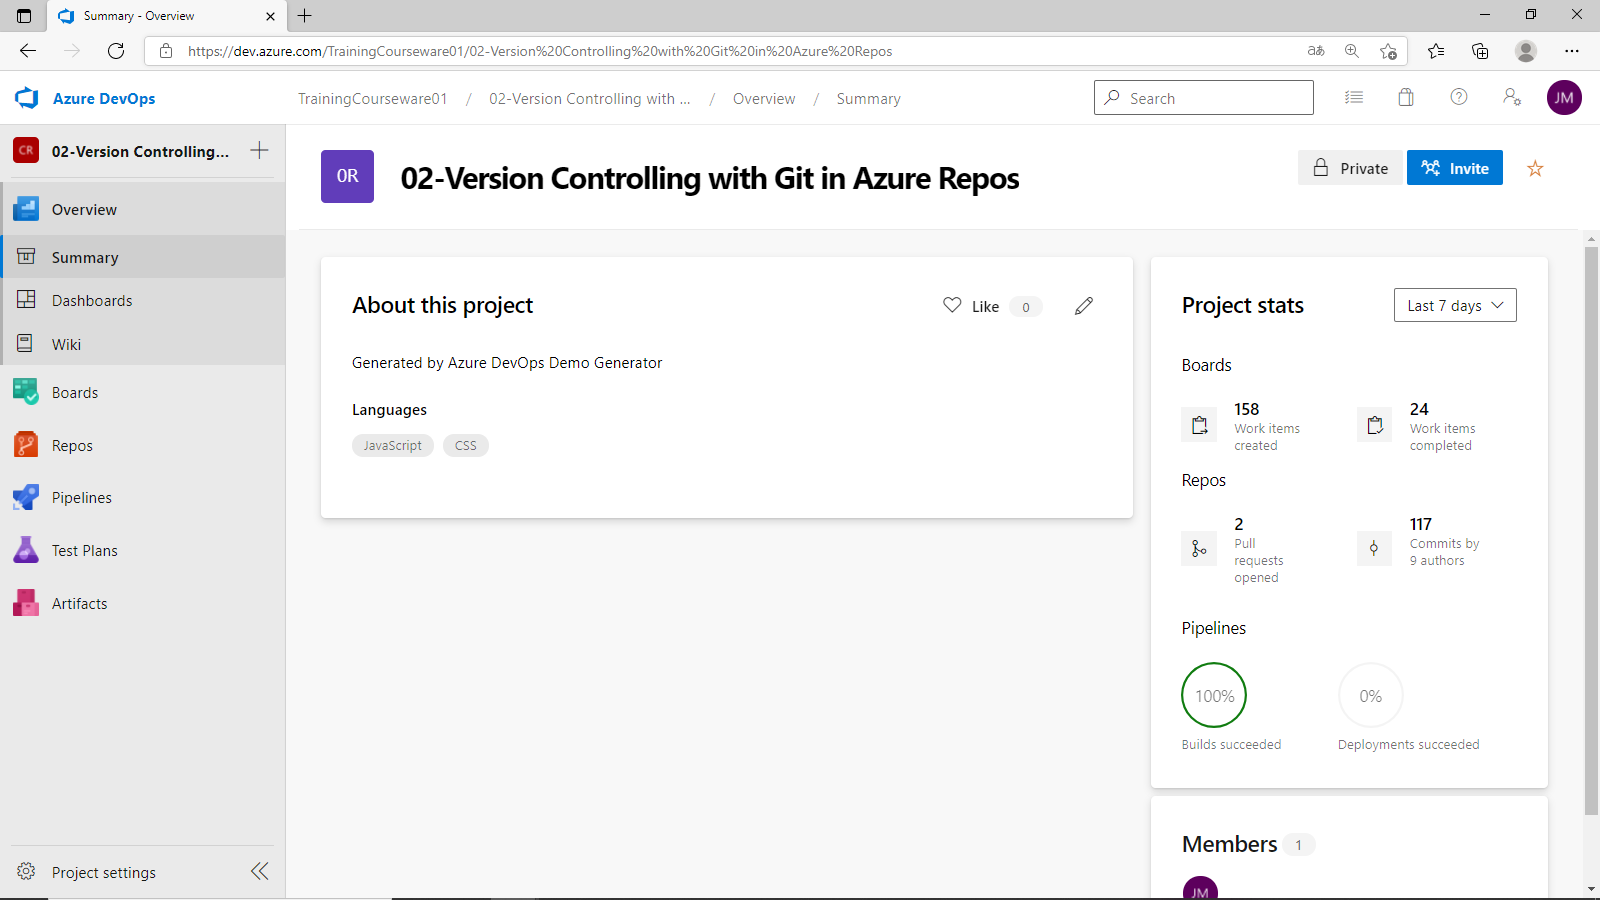 Summary - Overview
https://dev.azure.com/TrainingCourseware01/02-Version%20Controlling%20with%20Git%20in%20Azure%20Repos
aあ
Azure DevOps
TrainingCourseware01 / 02-Version Controlling with ... / Overview / Summary
Search
JM
CR 02-Version Controlling...
Overview
Summary
Dashboards
Wiki
Boards
Repos
Pipelines
Test Plans
Artifacts
Project settings
OR
02-Version Controlling with Git in Azure Repos
Private
Invite
About this project
Like 0
Generated by Azure DevOps Demo Generator
Languages
JavaScript CSS
Project stats
Last 7 days
Boards
158
Work items
created
24
Work items
completed
Repos
2
Pull
requests
opened
117
Commits by
9 authors
Pipelines
100%
Builds succeeded
0%
Deployments succeeded
Members 1
JM